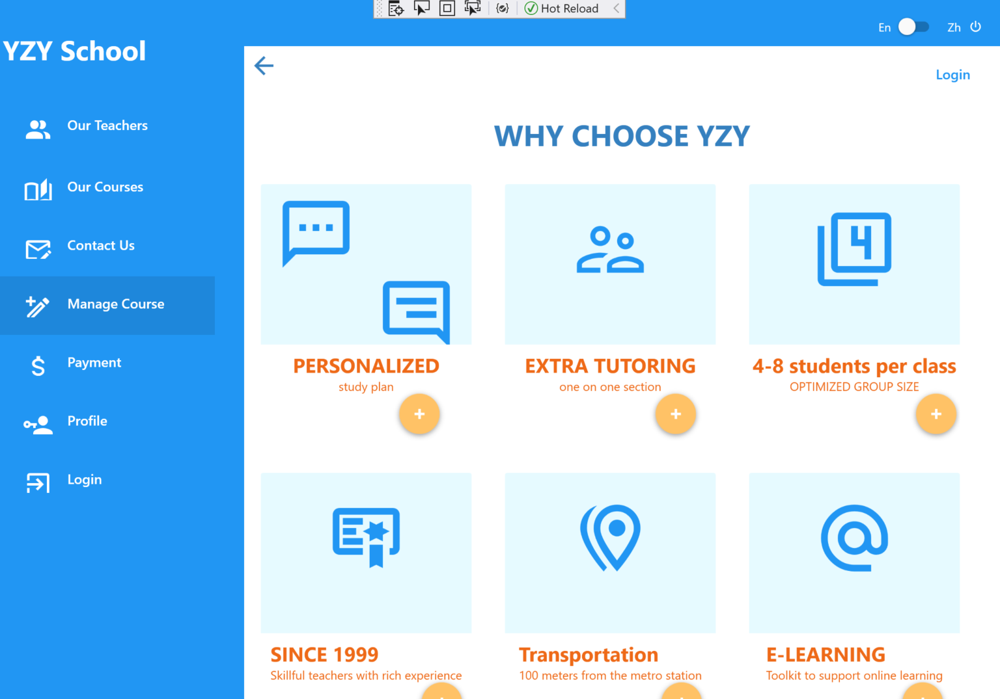 Hot Reload
En
Zh
YZY School
Login
Our Teachers
WHY CHOOSE YZY
Our Courses
Contact Us
4
Manage Course
PERSONALIZED
study plan
EXTRA TUTORING
one on one section
4-8 students per class
OPTIMIZED GROUP SIZE
Payment
Profile
Login
SINCE 1999
Skillful teachers with rich experience
Transportation
100 meters from the metro station
E-LEARNING
Toolkit to support online learning